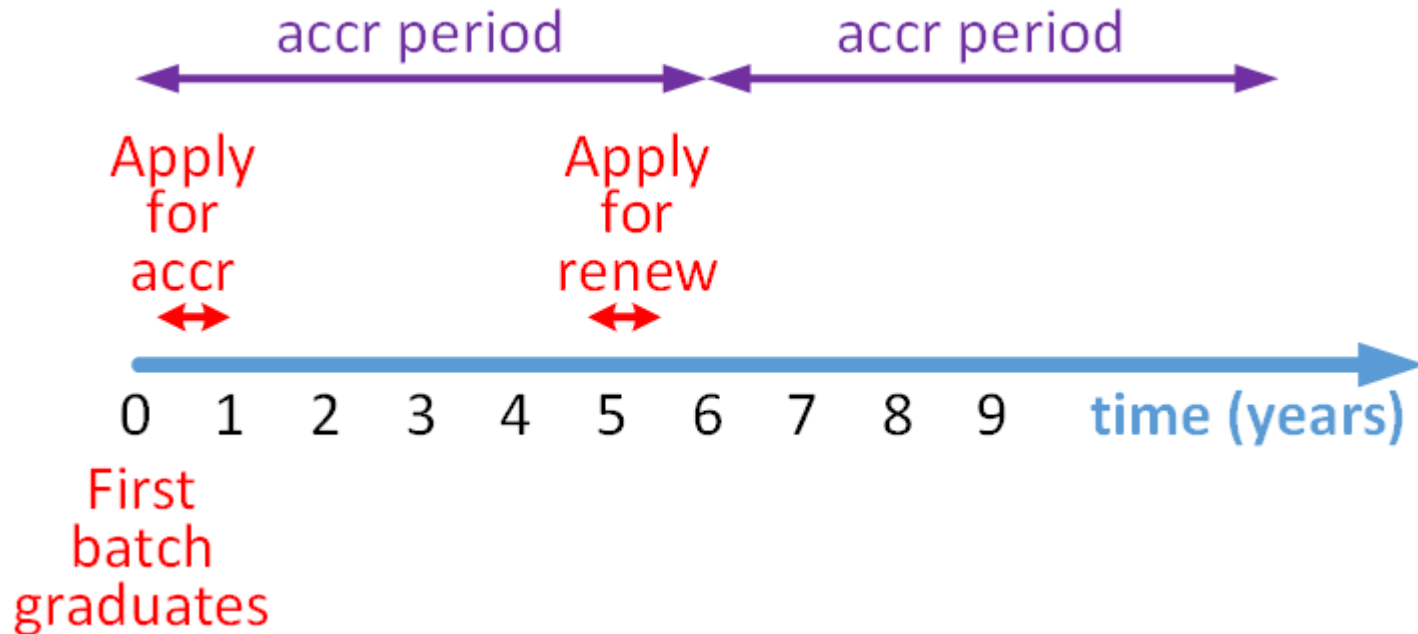 accr period accr period
Apply Apply
for for
accr renew
0 1 2 3 4 5 6 7 8 9 time (years)
First
batch
graduates